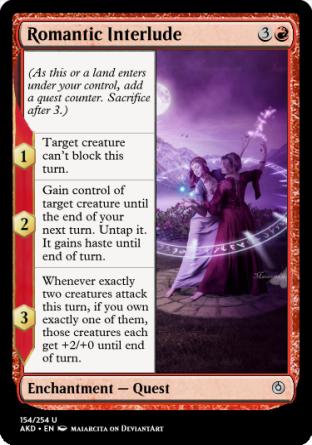 Romantic Interlude 3
(As this or a land enters
under your control, add
a quest counter. Sacrifice
after 3.)
1
Target creature
can't block this
turn.
2
Gain control of
target creature until
the end of your
next turn. Untap it.
It gains haste until
end of turn.
3
Whenever exactly
two creatures attack
this turn, if you own
exactly one of them,
those creatures each
get +2/+0 until end
of turn.
Enchantment — Quest
154/254 U
AKD • EN MAIARCITA ON DEVIANTART